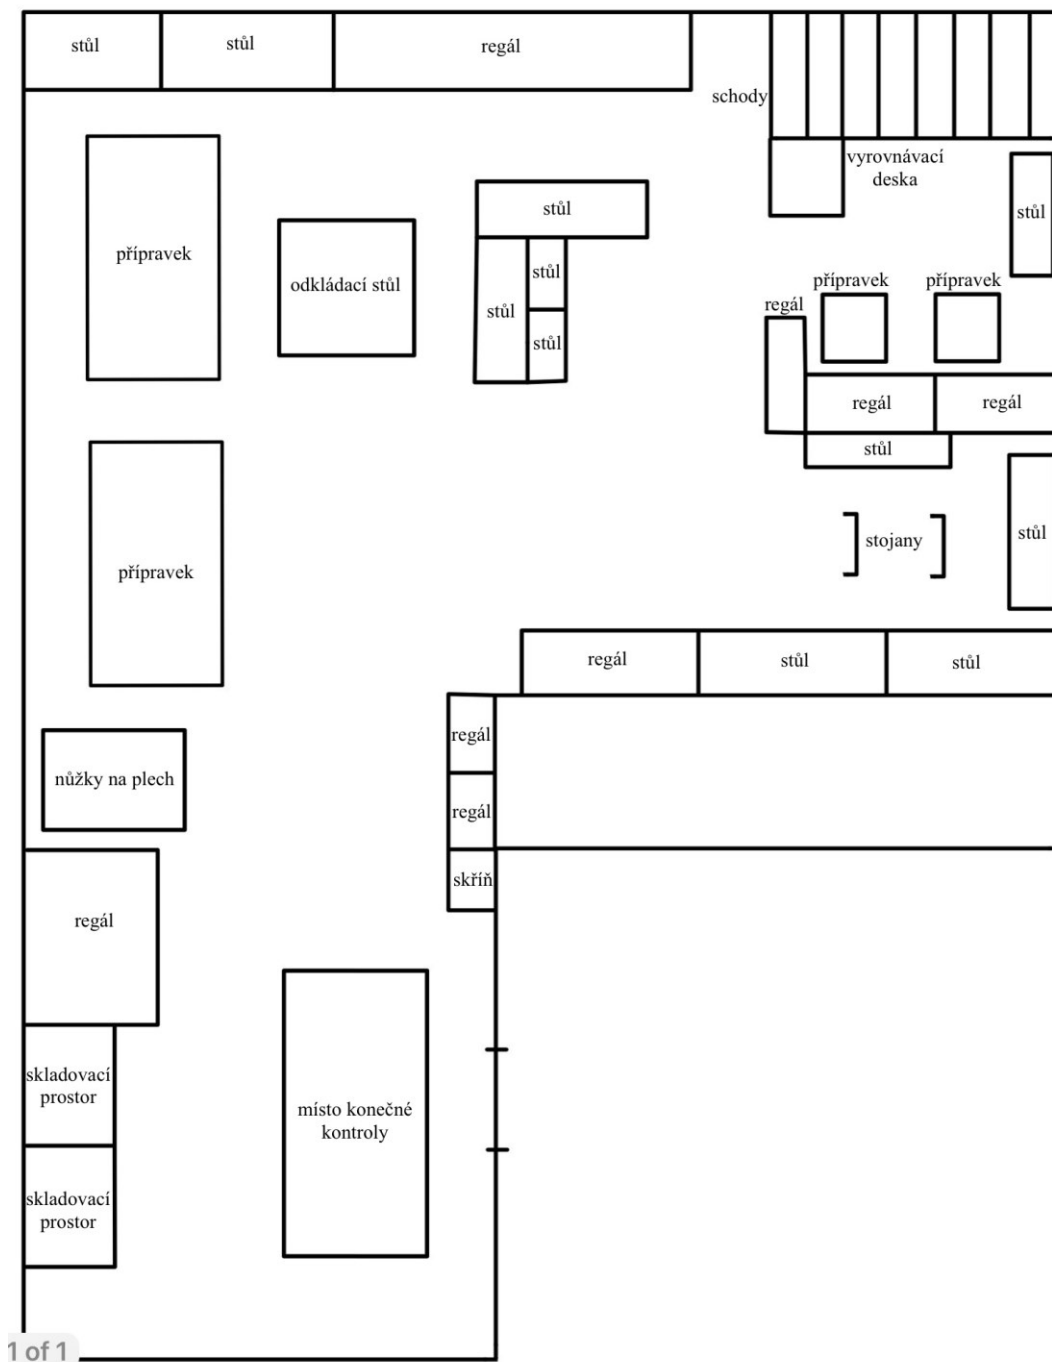 stůl
stůl
regál
schody
vyrovnávací
deska
stůl
stůl
přípravek
odkládací stůl
stůl
stůl
stůl
přípravek
přípravek
regál
regál
regál
stůl
stojany
stůl
přípravek
regál
stůl
stůl
regál
nůžky na plech
regál
skříň
regál
skladovací
prostor
místo konečné
kontroly
skladovací
prostor
1 of 1